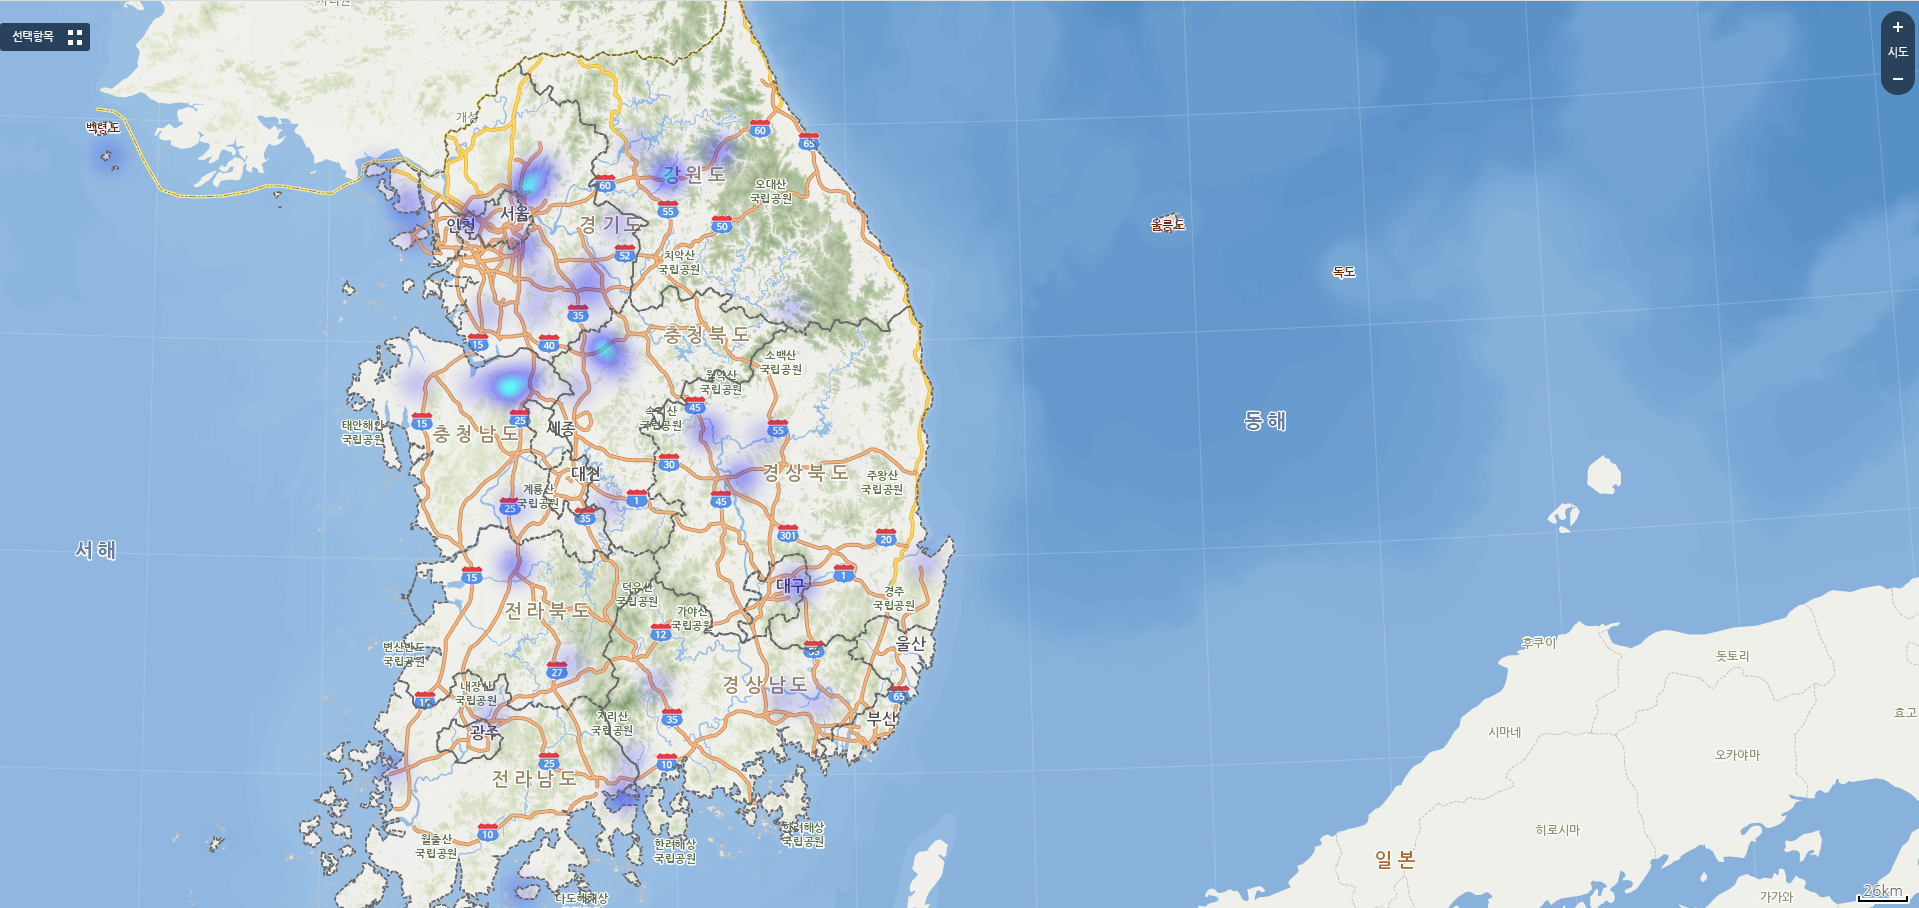 선택항목
+
시도
−
개성
백령도
60
65
강원도
60
오대산
국립공원
55
서울
인천
경기도
50
울릉도
52
치악산
국립공원
독도
35
15
40
충청북도
소백산
국립공원
월악산
국립공원
45
속리산
국립공원
15
25
55
태안해안
국립공원
충청남도
세종
동해
30
대전
경상북도
주왕산
국립공원
계룡산
국립공원
25
1
45
35
301
20
서해
15
대구
1
덕유산
국립공원
경주
국립공원
전라북도
가야산
국립공원
12
울산
변산반도
국립공원
55
후쿠이
돗토리
27
내장산
국립공원
경상남도
15
65
지리산
국립공원
35
부산
광주
시마네
효고
25
10
오카야마
전라남도
10
월출산
국립공원
한려해상
국립공원
한려해상
국립공원
히로시마
일본
다도해해상
가가와
26km